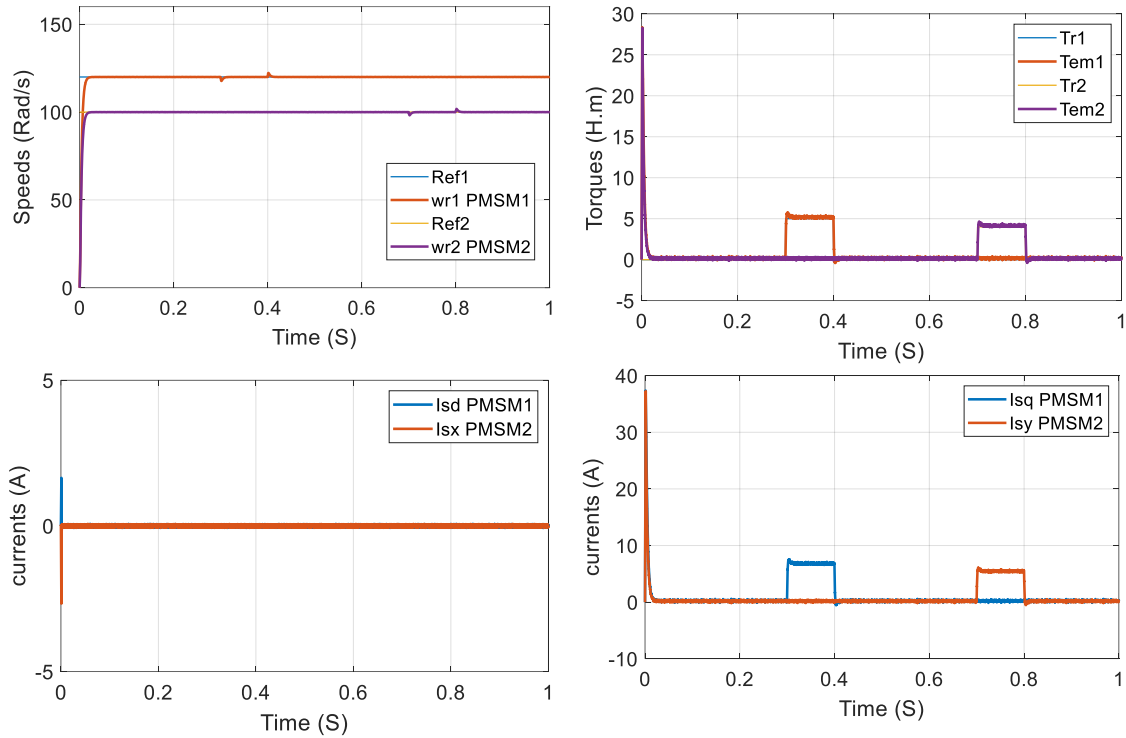 150
100
50
0
0
0.2
0.4
0.6
0.8
1
Speeds (Rad/s)
Time (S)
Ref1
wr1 PMSM1
Ref2
wr2 PMSM2
30
25
20
15
10
5
0
-5
0
0.2
0.4
0.6
0.8
1
Torques (H.m)
Time (S)
Tr1
Tem1
Tr2
Tem2
5
0
-5
0
0.2
0.4
0.6
0.8
1
currents (A)
Time (S)
Isd PMSM1
Isx PMSM2
40
30
20
10
0
-10
0
0.2
0.4
0.6
0.8
1
currents (A)
Time (S)
Isq PMSM1
Isy PMSM2